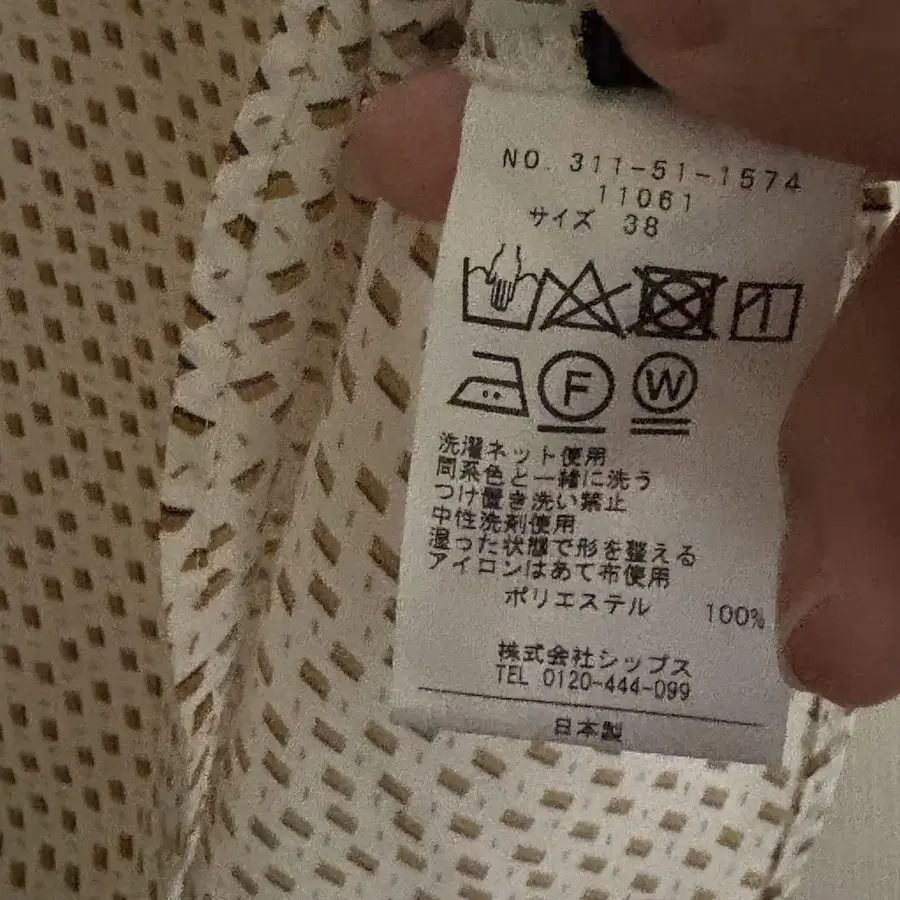 NO. 311-51-1574
11061
サイズ 38
F
W
洗濯ネット使用
同系色と一緒に洗う
つけ置き洗い禁止
中性洗剤使用
湿った状態で形を整える
アイロンはあて布使用
ポリエステル 100%
株式会社シップス
TEL 0120-444-099
日本製